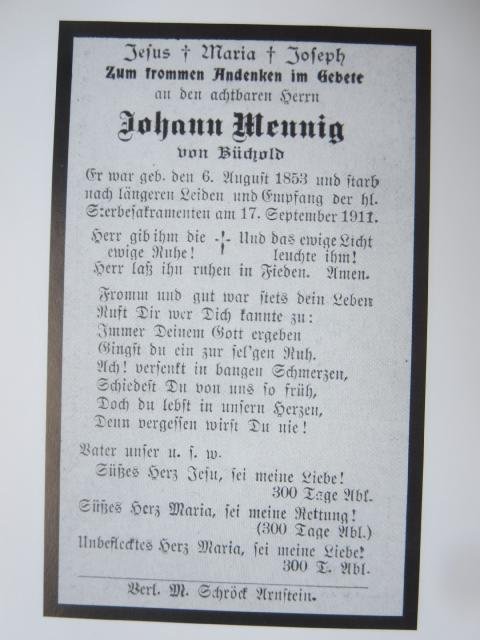 Jesus † Maria † Joseph
Zum frommen Andenken im Gebete
an den achtbaren Herrn
Johann Mennig
von Büchold
Er war geb. den 6. August 1853 und starb
nach längeren Leiden und Empfang der hl.
Sterbesakramenten am 17. September 1911.
Herr gib ihm die † Und das ewige Licht
ewige Ruhe! leuchte ihm!
Herr laß ihn ruhen in Fieden. Amen.
Fromm und gut war stets dein Leben
Ruft Dir wer Dich kannte zu:
Immer Deinem Gott ergeben
Gingst du ein zur sel'gen Ruh.
Ach! versenkt in bangen Schmerzen,
Schiedest Du von uns so früh,
Doch du lebst in unsern Herzen,
Denn vergessen wirst Du nie!
Vater unser u. s. w.
Süßes Herz Jesu, sei meine Liebe!
300 Tage Abl.
Süßes Herz Maria, sei meine Rettung!
(300 Tage Abl.)
Unbeflecktes Herz Maria, sei meine Liebe!
300 T. Abl.
Verl. M. Schröck Arnstein.